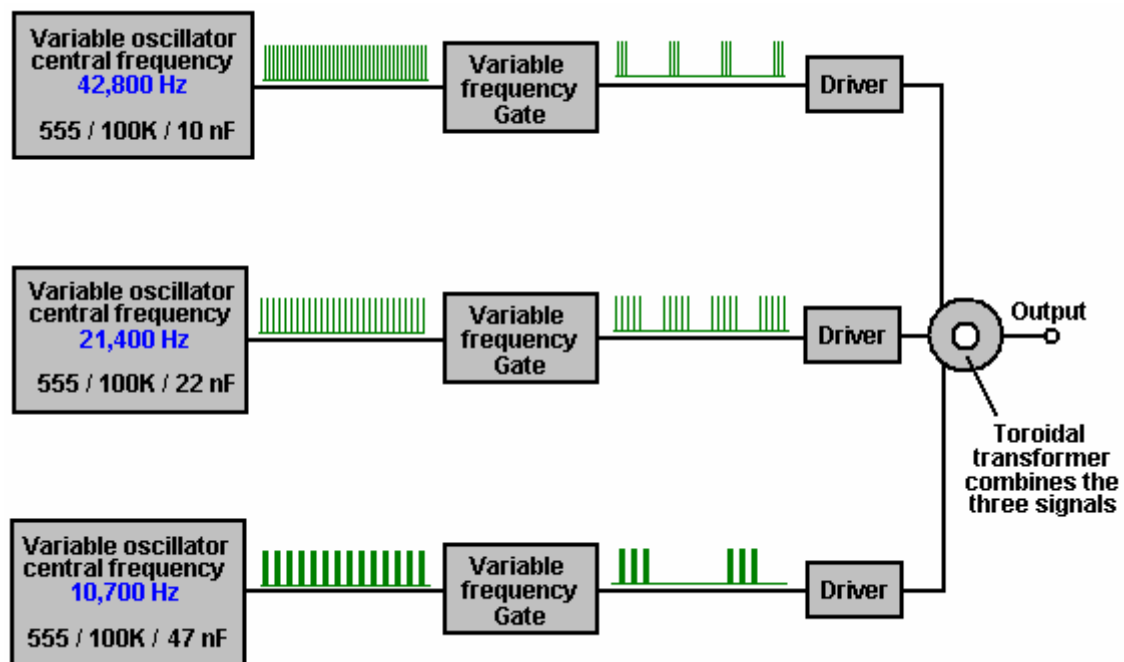 Variable oscillator
central frequency
42,800 Hz
555 / 100K / 10 nF
Variable
frequency
Gate
Driver
Variable oscillator
central frequency
21,400 Hz
555 / 100K / 22 nF
Variable
frequency
Gate
Driver
Output
Toroidal
transformer
combines the
three signals
Variable oscillator
central frequency
10,700 Hz
555 / 100K / 47 nF
Variable
frequency
Gate
Driver